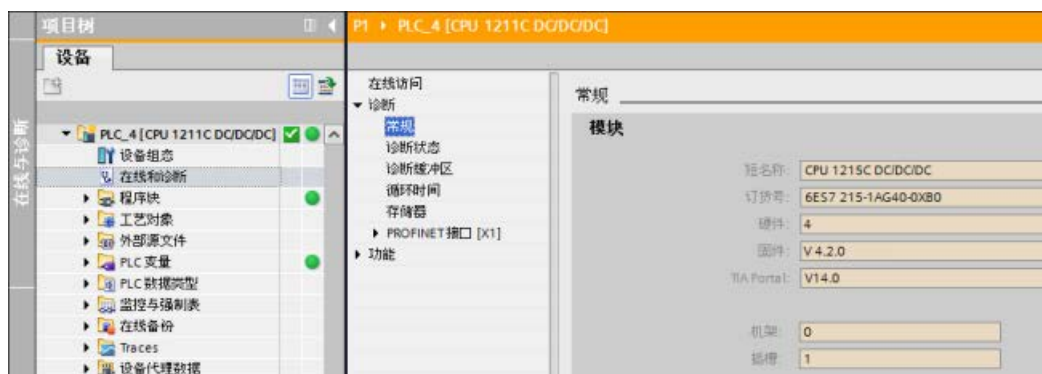 项目树
设备
在线与诊断
PLC_4 [CPU 1211C DC/DC/DC]
设备组态
在线和诊断
程序块
工艺对象
外部源文件
PLC 变量
PLC 数据类型
监控与强制表
在线备份
Traces
设备代理数据
P1 PLC_4 [CPU 1211C DC/DC/DC]
在线访问
诊断
常规
诊断状态
诊断缓冲区
循环时间
存储器
PROFINET 接口 [X1]
功能
常规
模块
短名称: CPU 1215C DC/DC/DC
订货号: 6ES7 215-1AG40-0XB0
硬件: 4
固件: V 4.2.0
TIA Portal: V14.0
机架: 0
插槽: 1